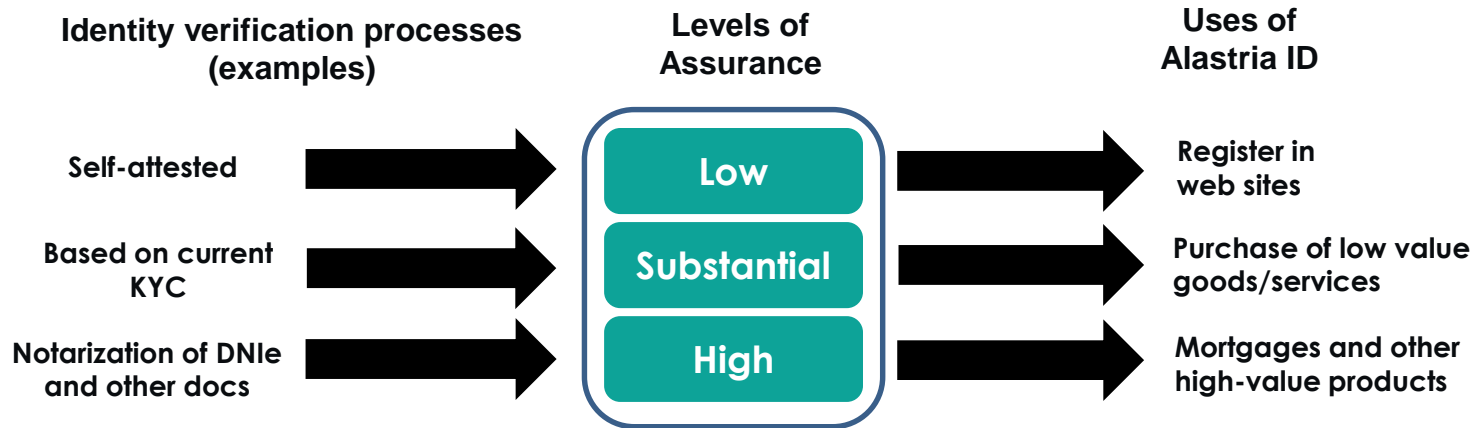 Identity verification processes
(examples)
Levels of
Assurance
Uses of
Alastria ID
Self-attested
Low
Register in
web sites
Based on current
KYC
Substantial
Purchase of low value
goods/services
Notarization of DNIe
and other docs
High
Mortgages and other
high-value products